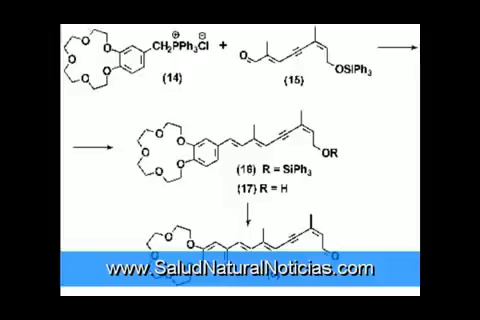 CH₂PPh₃Cl
+
(14)
(15)
OSiPh₃
OR
(16) R = SiPh₃
(17) R = H
www.SaludNaturalNoticias.com